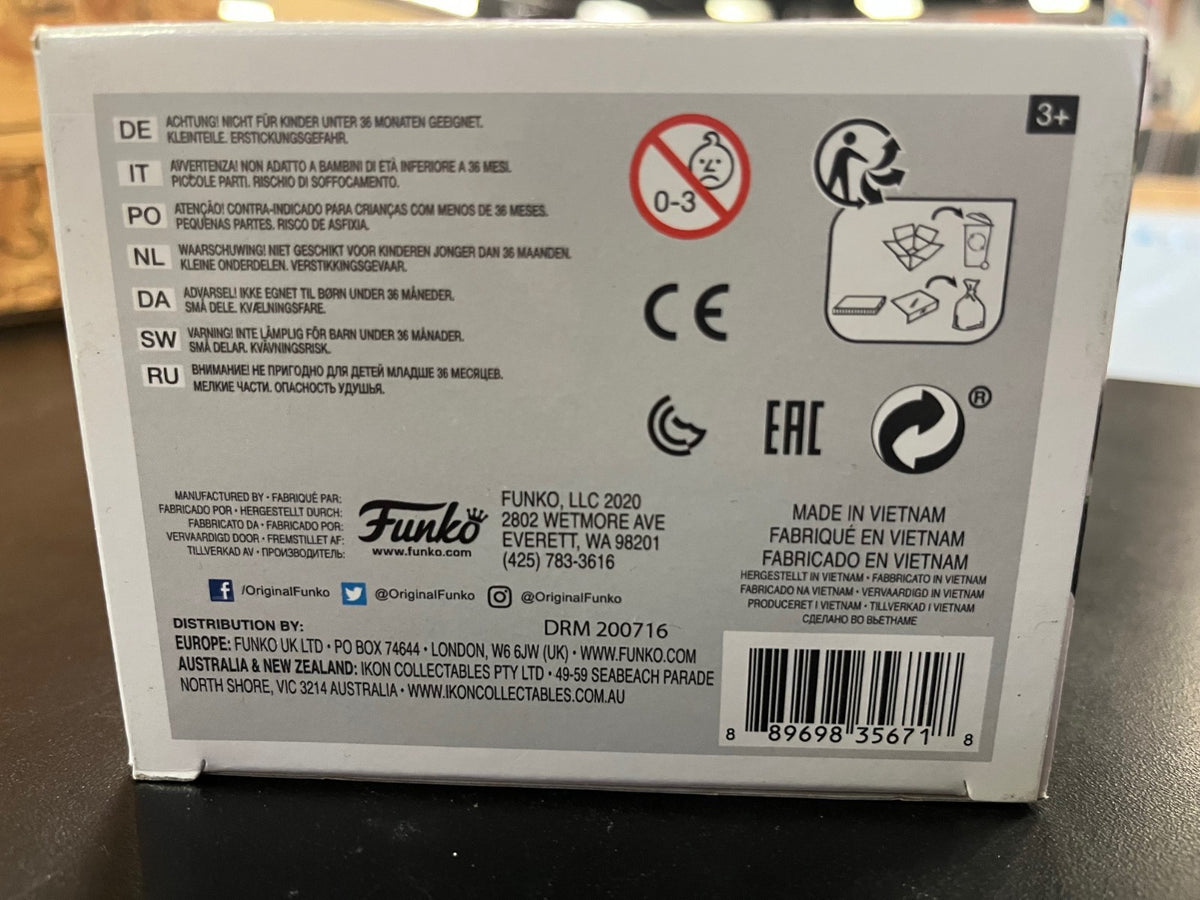 3+
DE ACHTUNG! NICHT FÜR KINDER UNTER 36 MONATEN GEEIGNET.
KLEINTEILE. ERSTICKUNGSGEFAHR.
IT AVVERTENZA! NON ADATTO A BAMBINI DI ETÀ INFERIORE A 36 MESI.
PICCOLE PARTI. RISCHIO DI SOFFOCAMENTO.
PO ATENÇÃO! CONTRA-INDICADO PARA CRIANÇAS COM MENOS DE 36 MESES.
PEQUENAS PARTES. RISCO DE ASFIXIA.
NL WAARSCHUWING! NIET GESCHIKT VOOR KINDEREN JONGER DAN 36 MAANDEN.
KLEINE ONDERDELEN. VERSTIKKINGSGEVAAR.
DA ADVARSEL! IKKE EGNET TIL BØRN UNDER 36 MÅNEDER.
SMÅ DELE. KVÆLNINGSFARE.
SW VARNING! INTE LÄMPLIG FÖR BARN UNDER 36 MÅNADER.
SMÅ DELAR. KVÄVNINGSRISK.
RU ВНИМАНИЕ! НЕ ПРИГОДНО ДЛЯ ДЕТЕЙ МЛАДШЕ 36 МЕСЯЦЕВ.
МЕЛКИЕ ЧАСТИ. ОПАСНОСТЬ УДУШЬЯ.
0-3
CE
EAC
®
MANUFACTURED BY • FABRIQUÉ PAR:
FABRICADO POR • HERGESTELLT DURCH:
FABBRICATO DA • FABRICADO POR:
VERVAARDIGD DOOR • FREMSTILLET AF:
TILLVERKAD AV • ПРОИЗВОДИТЕЛЬ:
Funko
www.funko.com
FUNKO, LLC 2020
2802 WETMORE AVE
EVERETT, WA 98201
(425) 783-3616
/OriginalFunko @OriginalFunko @OriginalFunko
MADE IN VIETNAM
FABRIQUÉ EN VIETNAM
FABRICADO EN VIETNAM
HERGESTELLT IN VIETNAM • FABBRICATO IN VIETNAM
FABRICADO NA VIETNAM • VERVAARDIGD IN VIETNAM
PRODUCERET I VIETNAM • TILLVERKAD I VIETNAM
СДЕЛАНО ВО ВЬЕТНАМЕ
DISTRIBUTION BY: DRM 200716
EUROPE: FUNKO UK LTD • PO BOX 74644 • LONDON, W6 6JW (UK) • WWW.FUNKO.COM
AUSTRALIA & NEW ZEALAND: IKON COLLECTABLES PTY LTD • 49-59 SEABEACH PARADE
NORTH SHORE, VIC 3214 AUSTRALIA • WWW.IKONCOLLECTABLES.COM.AU
8 89698 35671 8